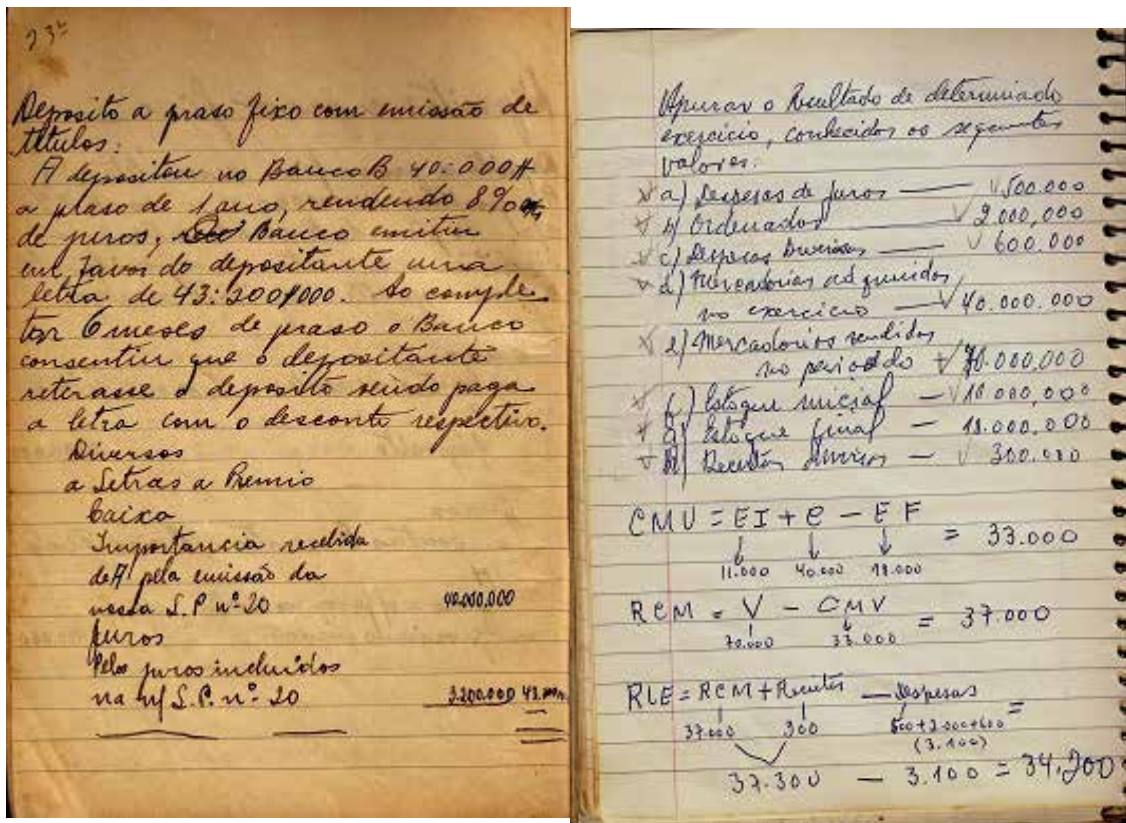 23º
Deposito a praso fixo com emissão de
titulos:
A depositou no Banco B 40:000$
a praso de 1 ano, rendendo 8%
de juros, Banco emitiu
em favor do depositante uma
letra de 43:200$000. Ao comple
tar 6 meses de praso o Banco
consentiu que o depositante
reterasse o deposito sendo paga
a letra com o desconto respectivo.
Diversos
a Letras a Premio
Caixa
Importancia recebida
de A pela emissão da
nossa L.P. nº 20 40.000.000
Juros
Pelos juros incluidos
na n/ L.P. nº 20 3.200.000
Apurar o Resultado de determinado
exercício, conhecidos os seguintes
valores:
a) Despesas de juros — 500.000
b) Ordenados — 2.000,000
c) Despesas Diversas — 600.000
d) Mercadorias adquiridas
no exercício — 40.000.000
e) Mercadorias vendidas
no periodo 70.000,000
f) Estoque inicial — 000,000
g) Estoque final — 18.000.000
h) Receitas diversas — 300.000
CMV = EI + C - EF = 33.000
11.000 40.000 18.000
RCM = V - CMV = 37.000
70.000 33.000
RLE = RCM + Receitas — Despesas =
37.000 300 500+2.000+600
(3.100)
37.300 — 3.100 = 34.200